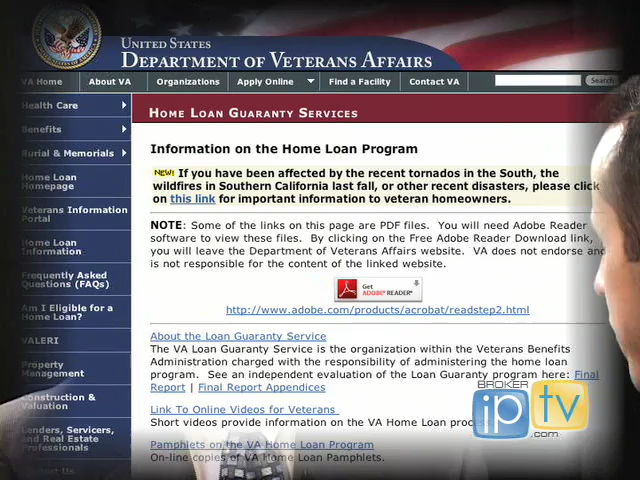 UNITED STATES
DEPARTMENT OF VETERANS AFFAIRS
VA Home
About VA
Organizations
Apply Online
Find a Facility
Contact VA
Search
Health Care
Benefits
Burial & Memorials
Home Loan
Homepage
Veterans Information
Portal
Home Loan
Information
Frequently Asked
Questions (FAQs)
Am I Eligible for a
Home Loan?
VALERI
Property
Management
Construction &
Valuation
Lenders, Servicers,
and Real Estate
Professionals
Contact Us
HOME LOAN GUARANTY SERVICES
Information on the Home Loan Program
NEW! If you have been affected by the recent tornados in the South, the
wildfires in Southern California last fall, or other recent disasters, please click
on this link for important information to veteran homeowners.
NOTE: Some of the links on this page are PDF files. You will need Adobe Reader
software to view these files. By clicking on the Free Adobe Reader Download link,
you will leave the Department of Veterans Affairs website. VA does not endorse and
is not responsible for the content of the linked website.
Get
ADOBE® READER®
http://www.adobe.com/products/acrobat/readstep2.html
About the Loan Guaranty Service
The VA Loan Guaranty Service is the organization within the Veterans Benefits
Administration charged with the responsibility of administering the home loan
program. See an independent evaluation of the Loan Guaranty program here: Final
Report | Final Report Appendices
Link To Online Videos for Veterans
Short videos provide information on the VA Home Loan
Pamphlets on the VA Home Loan Program
On-line copies of VA Home Loan Pamphlets.
BROKER
ip tv
.com